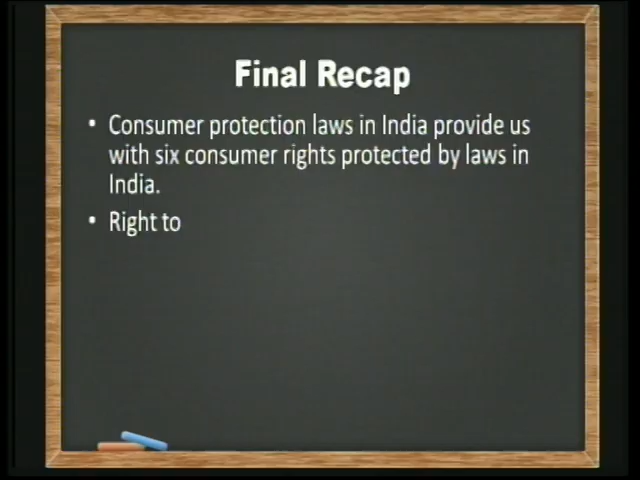 Final Recap
• Consumer protection laws in India provide us
with six consumer rights protected by laws in
India.
• Right to